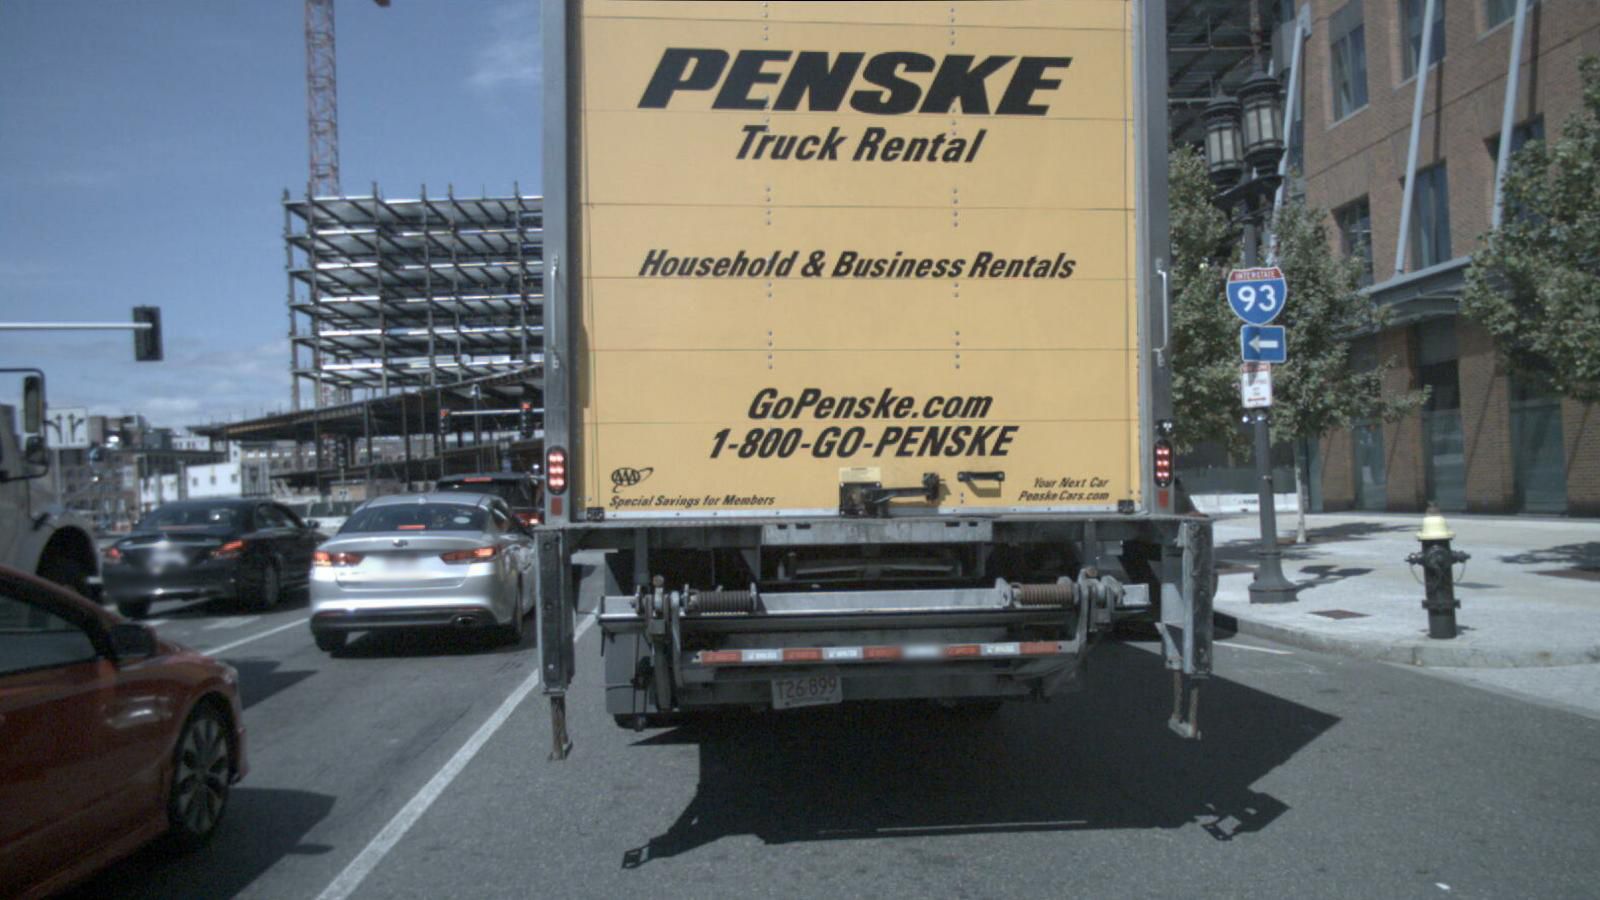 PENSKE
Truck Rental
Household & Business Rentals
GoPenske.com
1-800-GO-PENSKE
AAA
Special Savings for Members
Your Next Car
PenskeCars.com
T26·899
INTERSTATE
93